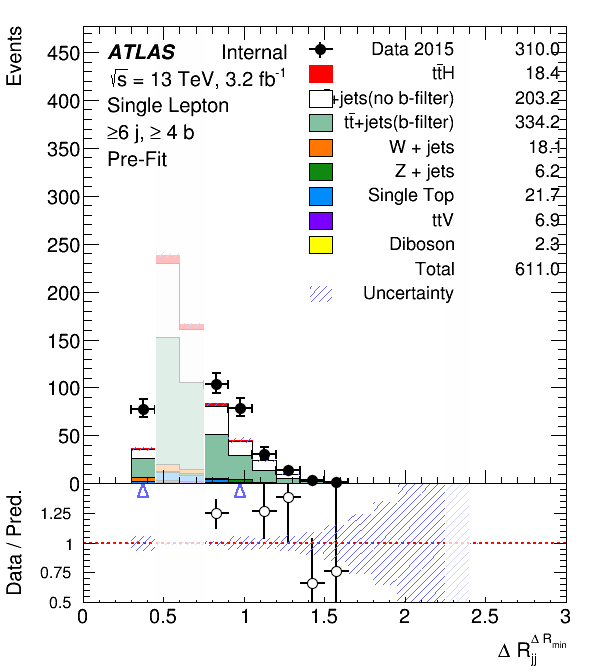 Events
450
400
350
300
250
200
150
100
50
0
ATLAS Internal
√s = 13 TeV, 3.2 fb-1
Single Lepton
≥6 j, ≥ 4 b
Pre-Fit
Data 2015 310.0
tt̄H 18.4
+jets(no b-filter) 203.2
tt̄+jets(b-filter) 334.2
W + jets 18.1
Z + jets 6.2
Single Top 21.7
ttV 6.9
Diboson 2.3
Total 611.0
Uncertainty
Data / Pred.
1.25
1
0.75
0.5
0 0.5 1 1.5 2 2.5 3
Δ R jj Δ R min